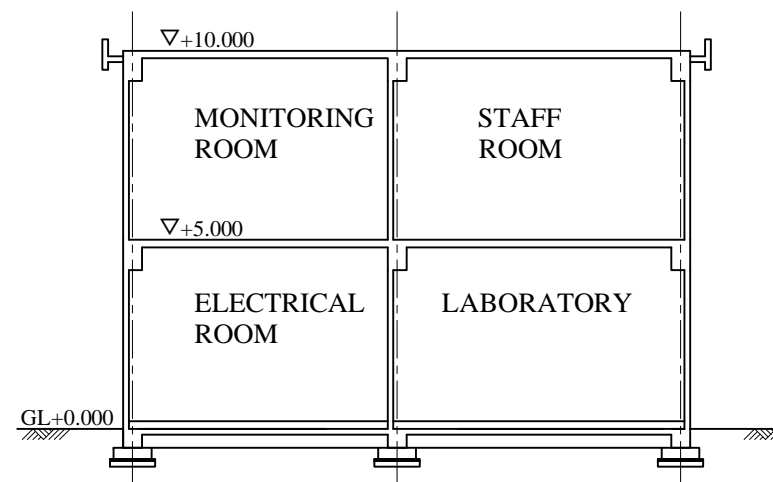 ▽+10.000
MONITORING
ROOM
STAFF
ROOM
▽+5.000
ELECTRICAL
ROOM
LABORATORY
GL+0.000